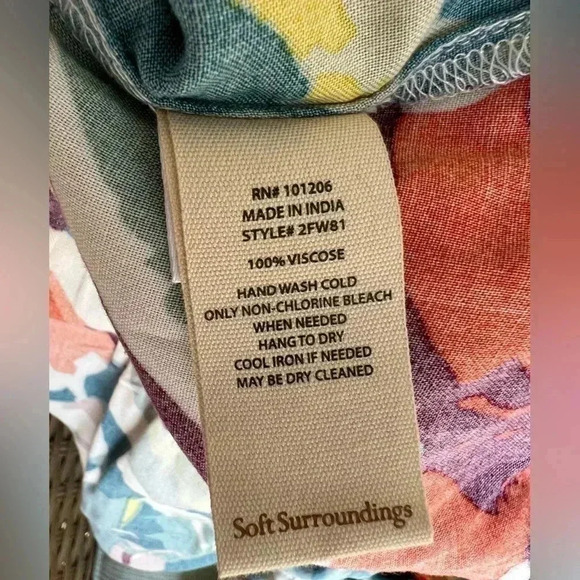 RN# 101206
MADE IN INDIA
STYLE# 2FW81
100% VISCOSE
HAND WASH COLD
ONLY NON-CHLORINE BLEACH
WHEN NEEDED
HANG TO DRY
COOL IRON IF NEEDED
MAY BE DRY CLEANED
Soft Surroundings